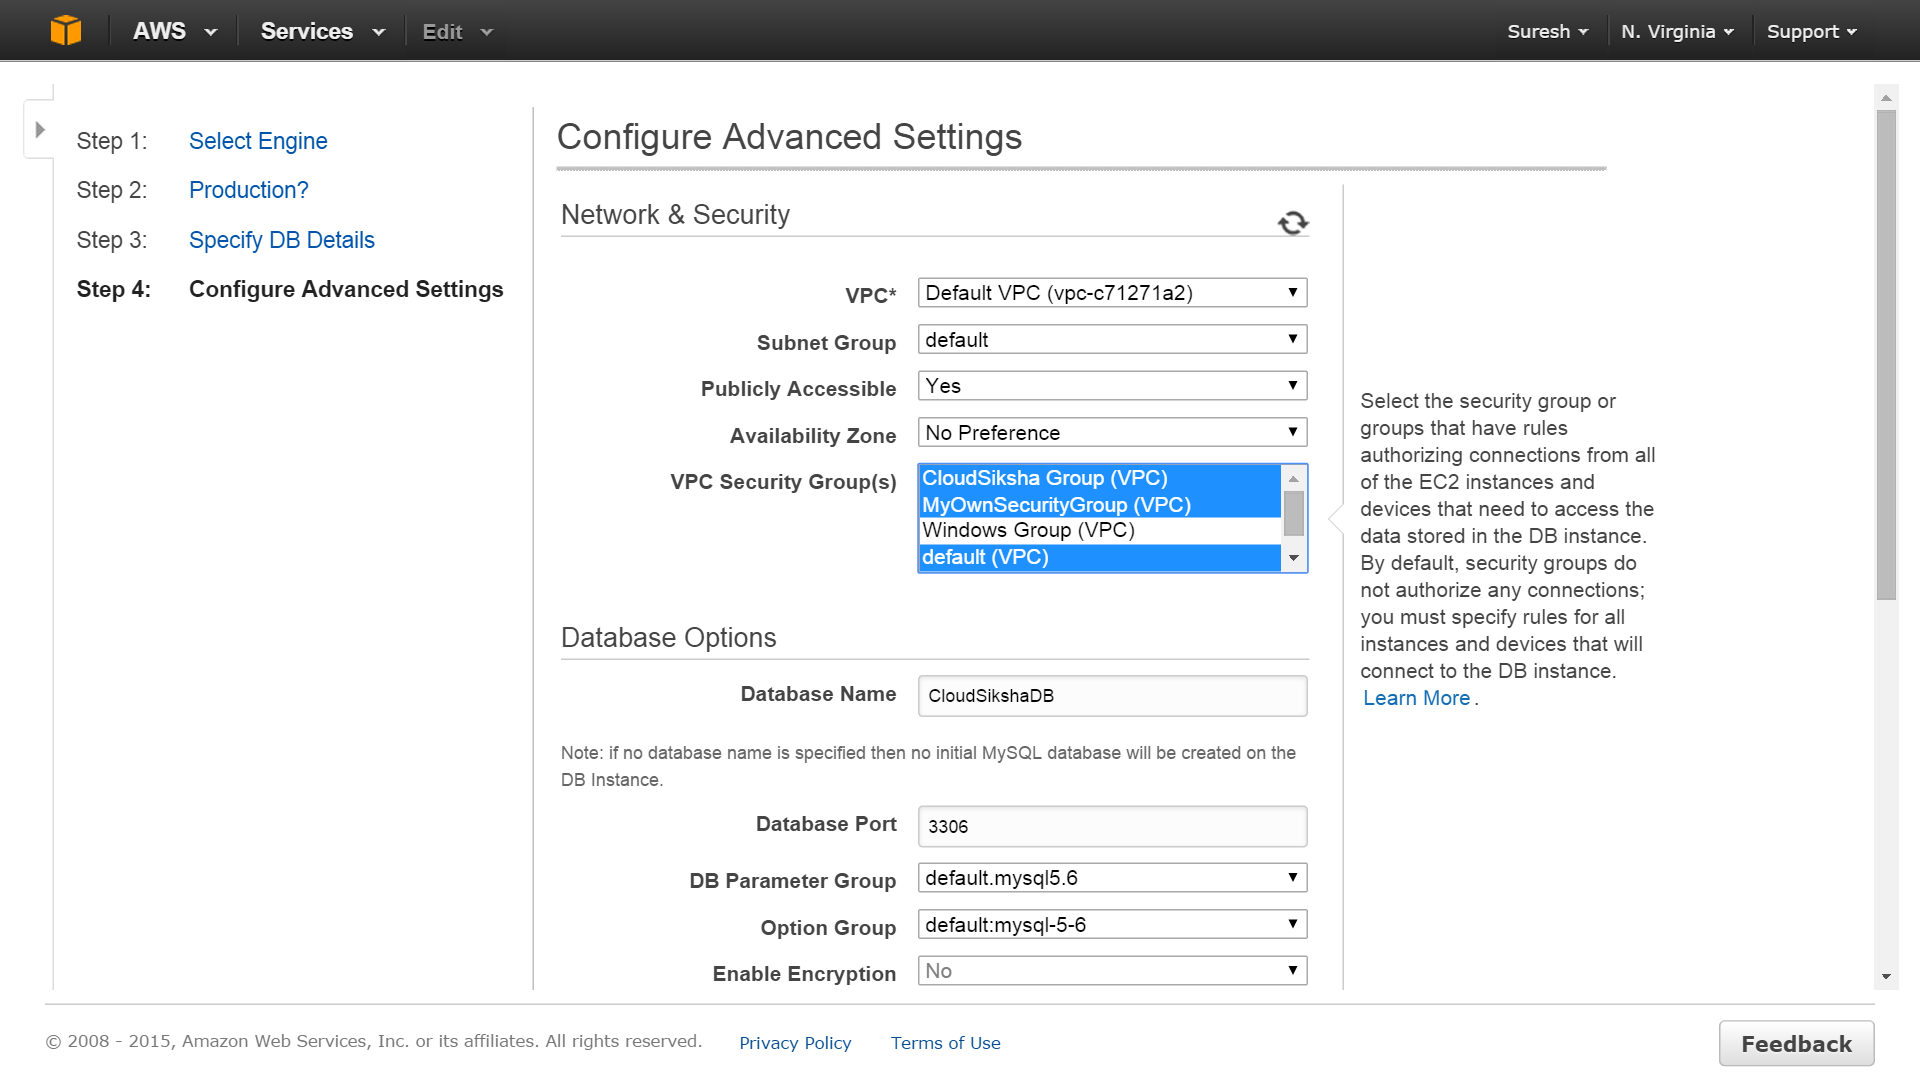 AWS Services Edit Suresh N. Virginia Support
Step 1: Select Engine
Step 2: Production?
Step 3: Specify DB Details
Step 4: Configure Advanced Settings
Configure Advanced Settings
Network & Security
VPC* Default VPC (vpc-c71271a2)
Subnet Group default
Publicly Accessible Yes
Availability Zone No Preference
VPC Security Group(s) CloudSiksha Group (VPC)
MyOwnSecurityGroup (VPC)
Windows Group (VPC)
default (VPC)
Select the security group or
groups that have rules
authorizing connections from all
of the EC2 instances and
devices that need to access the
data stored in the DB instance.
By default, security groups do
not authorize any connections;
you must specify rules for all
instances and devices that will
connect to the DB instance.
Learn More.
Database Options
Database Name CloudSikshaDB
Note: if no database name is specified then no initial MySQL database will be created on the
DB Instance.
Database Port 3306
DB Parameter Group default.mysql5.6
Option Group default:mysql-5-6
Enable Encryption No
© 2008 - 2015, Amazon Web Services, Inc. or its affiliates. All rights reserved. Privacy Policy Terms of Use Feedback